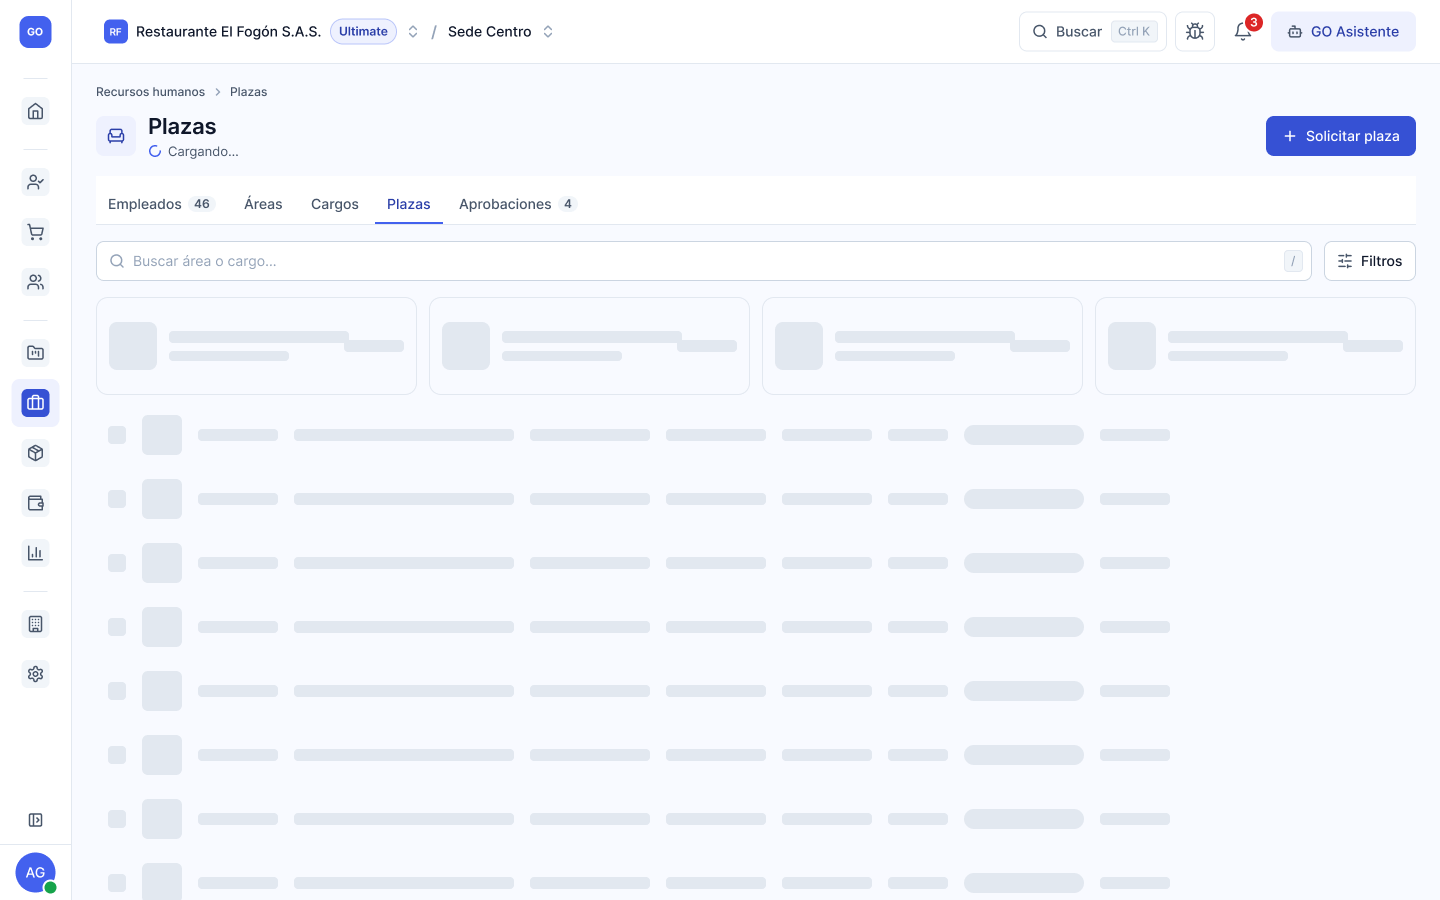 GO
RF Restaurante El Fogón S.A.S. Ultimate / Sede Centro
Buscar Ctrl K
3
GO Asistente
Recursos humanos > Plazas
Plazas
Cargando...
+ Solicitar plaza
Empleados 46 Áreas Cargos Plazas Aprobaciones 4
Buscar área o cargo... /
Filtros
AG